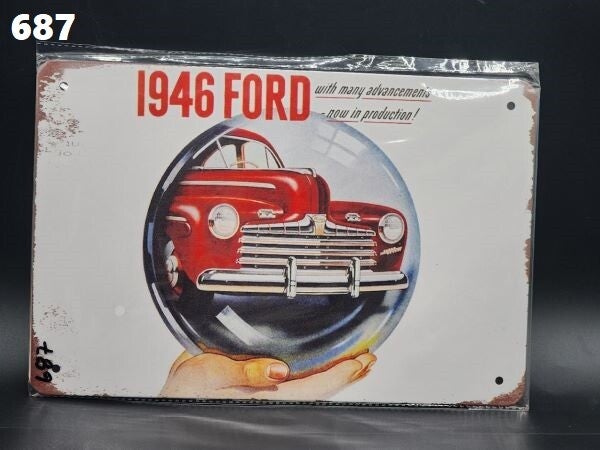 687
1946 FORD
with many advancements
- now in production!
687